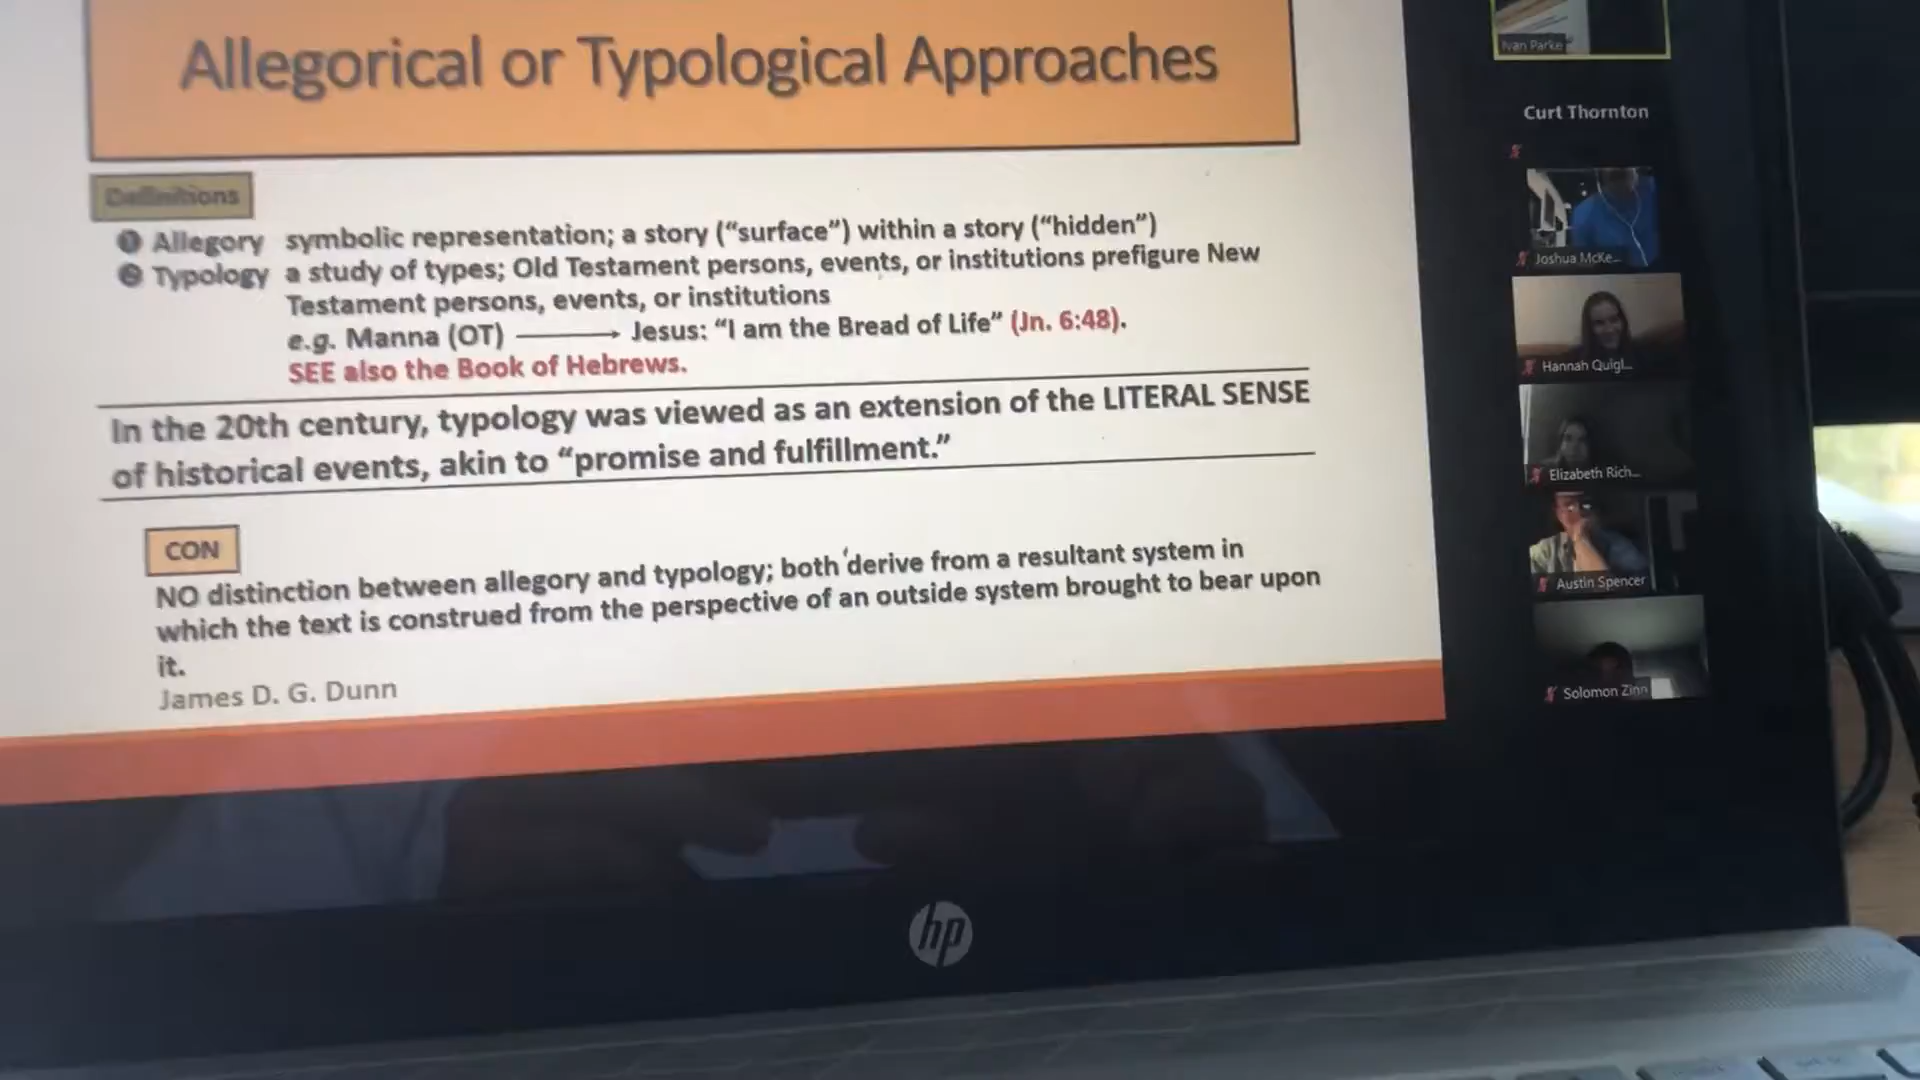 Allegorical or Typological Approaches
Definitions
1 Allegory symbolic representation; a story (“surface”) within a story (“hidden”)
2 Typology a study of types; Old Testament persons, events, or institutions prefigure New
Testament persons, events, or institutions
e.g. Manna (OT) → Jesus: “I am the Bread of Life” (Jn. 6:48).
SEE also the Book of Hebrews.
In the 20th century, typology was viewed as an extension of the LITERAL SENSE
of historical events, akin to “promise and fulfillment.”
CON
NO distinction between allegory and typology; both derive from a resultant system in
which the text is construed from the perspective of an outside system brought to bear upon
it.
James D. G. Dunn
Ivan Parke
Curt Thornton
Joshua McKe...
Hannah Quigl...
Elizabeth Rich...
Austin Spencer
Solomon Zinn
hp